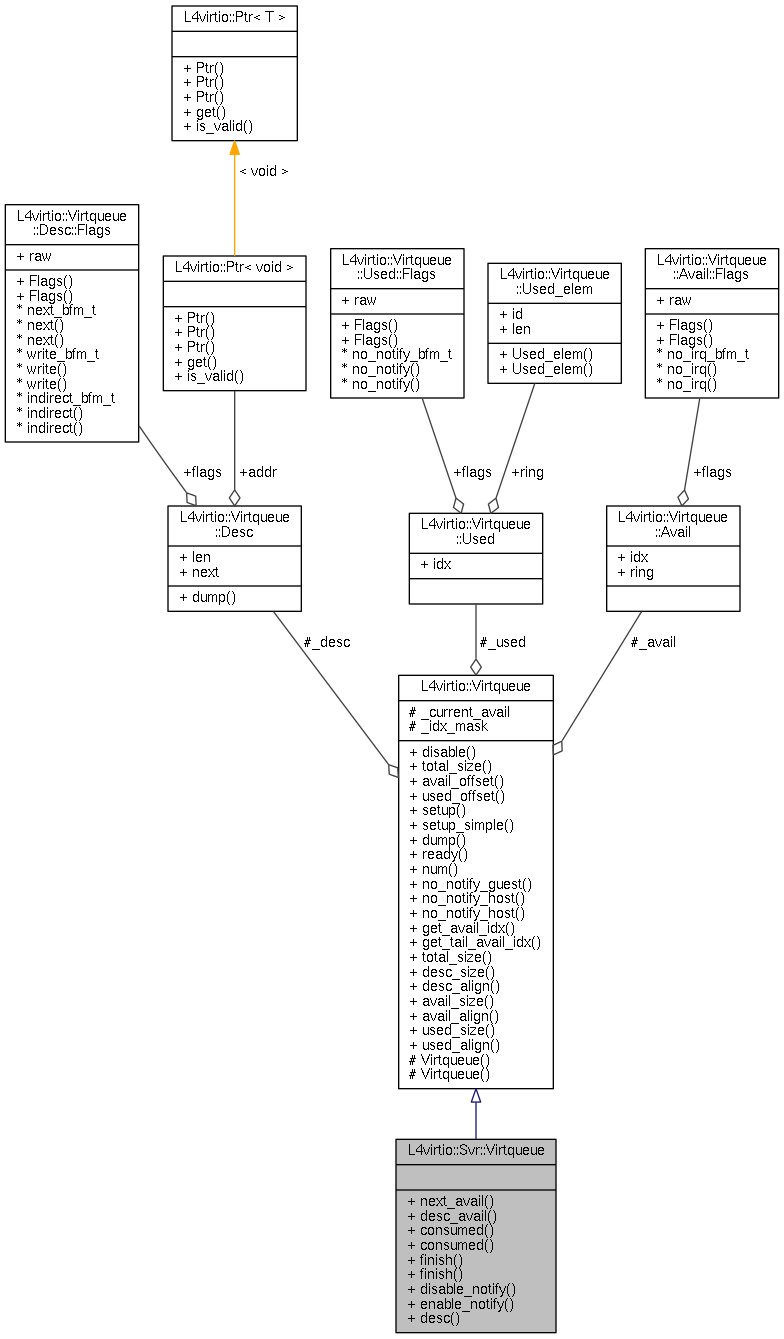 L4virtio::Ptr< T >
+ Ptr()
+ Ptr()
+ Ptr()
+ get()
+ is_valid()
< void >
L4virtio::Virtqueue
::Desc::Flags
+ raw
+ Flags()
+ Flags()
* next_bfm_t
* next()
* next()
* write_bfm_t
* write()
* write()
* indirect_bfm_t
* indirect()
* indirect()
L4virtio::Ptr< void >
+ Ptr()
+ Ptr()
+ Ptr()
+ get()
+ is_valid()
L4virtio::Virtqueue
::Used::Flags
+ raw
+ Flags()
+ Flags()
* no_notify_bfm_t
* no_notify()
* no_notify()
L4virtio::Virtqueue
::Used_elem
+ id
+ len
+ Used_elem()
+ Used_elem()
L4virtio::Virtqueue
::Avail::Flags
+ raw
+ Flags()
+ Flags()
* no_irq_bfm_t
* no_irq()
* no_irq()
+flags
+addr
+flags
+ring
+flags
L4virtio::Virtqueue
::Desc
+ len
+ next
+ dump()
L4virtio::Virtqueue
::Used
+ idx
L4virtio::Virtqueue
::Avail
+ idx
+ ring
#_desc
#_used
#_avail
L4virtio::Virtqueue
# _current_avail
# _idx_mask
+ disable()
+ total_size()
+ avail_offset()
+ used_offset()
+ setup()
+ setup_simple()
+ dump()
+ ready()
+ num()
+ no_notify_guest()
+ no_notify_host()
+ no_notify_host()
+ get_avail_idx()
+ get_tail_avail_idx()
+ total_size()
+ desc_size()
+ desc_align()
+ avail_size()
+ avail_align()
+ used_size()
+ used_align()
# Virtqueue()
# Virtqueue()
L4virtio::Svr::Virtqueue
+ next_avail()
+ desc_avail()
+ consumed()
+ consumed()
+ finish()
+ finish()
+ disable_notify()
+ enable_notify()
+ desc()